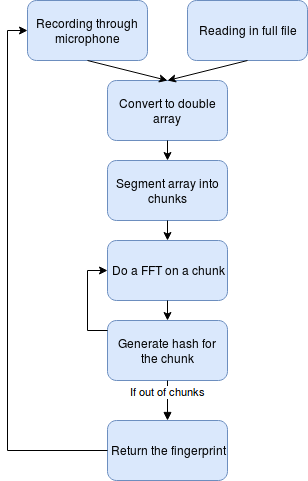 Recording through
microphone
Reading in full file
Convert to double
array
Segment array into
chunks
Do a FFT on a chunk
Generate hash for
the chunk
If out of chunks
Return the fingerprint